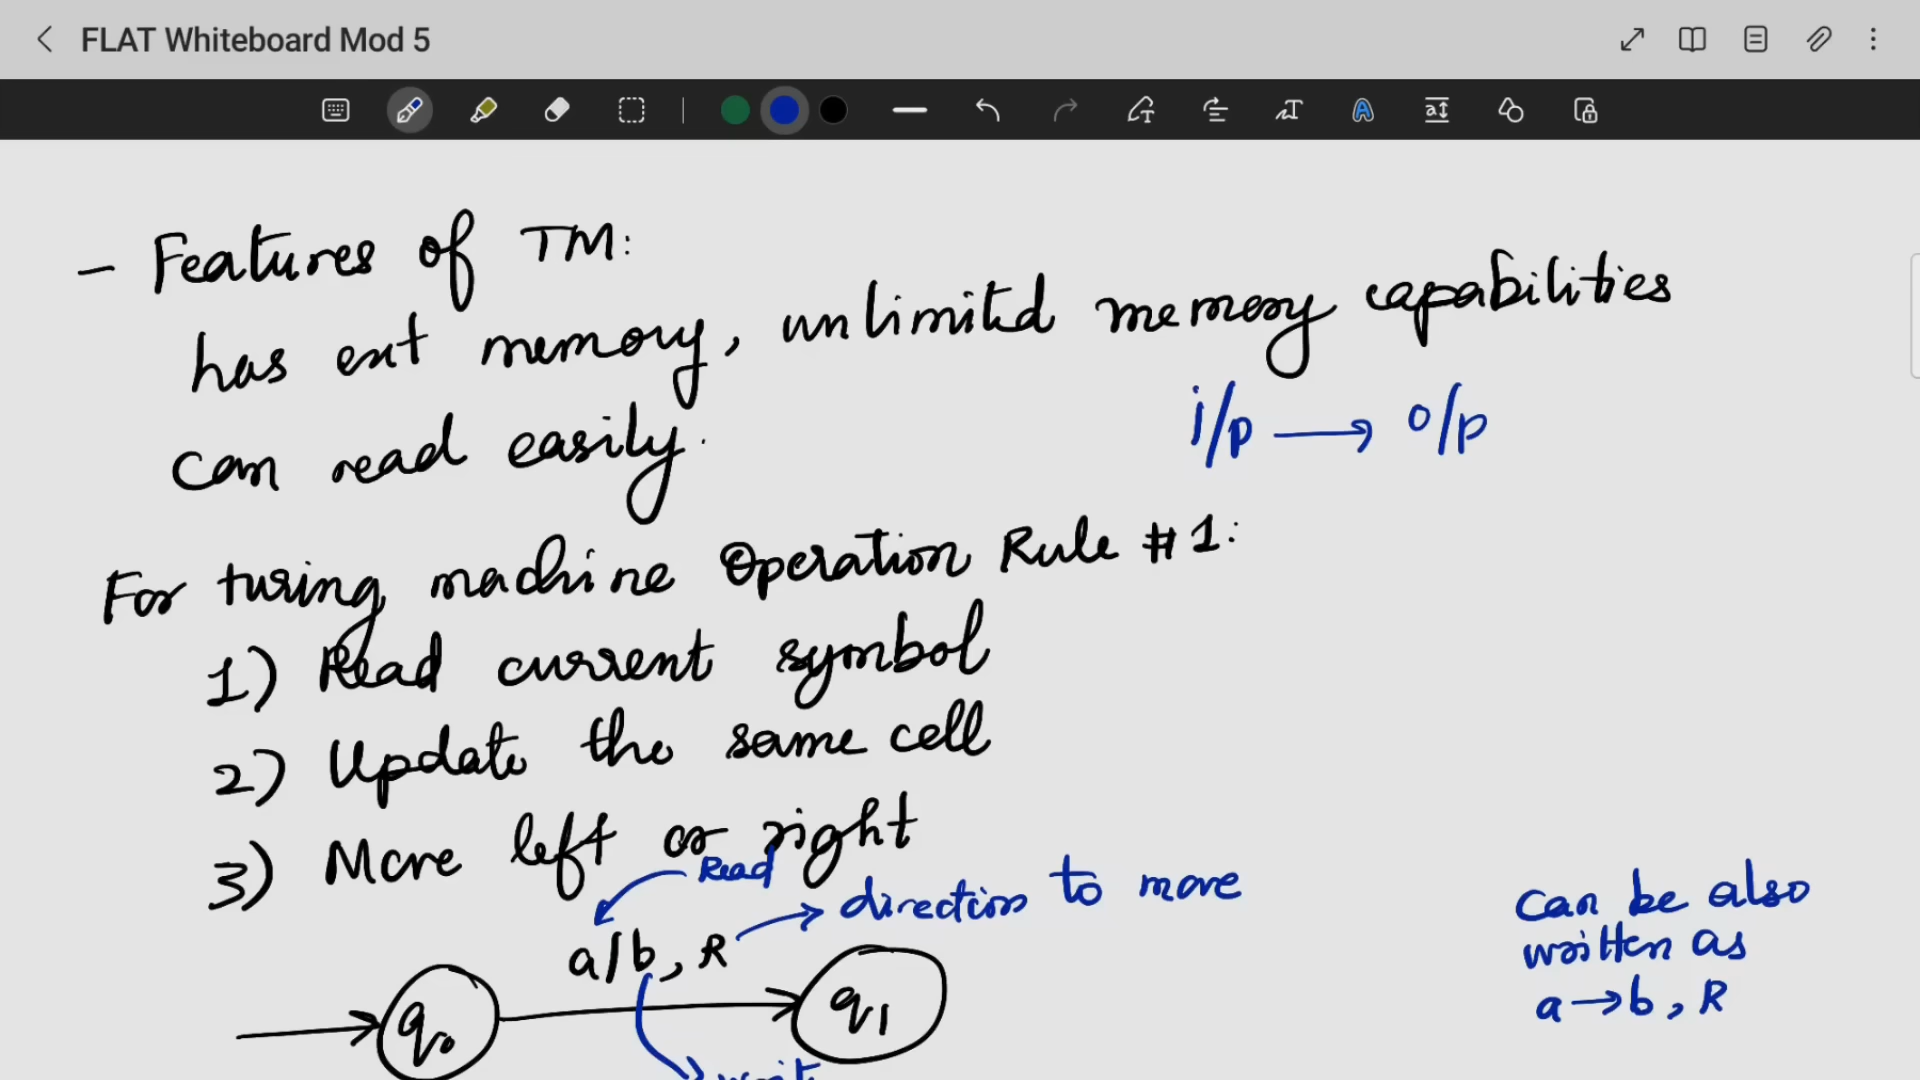 FLAT Whiteboard Mod 5
- Features of TM:
has ext memory, unlimited memory capabilities
can read easily.
i/p → o/p
For turing machine Operation Rule #1:
1) Read current symbol
2) Update the same cell
3) Move left or right
Read
direction to move
a/b, R
q0
q1
can be also
written as
a → b, R